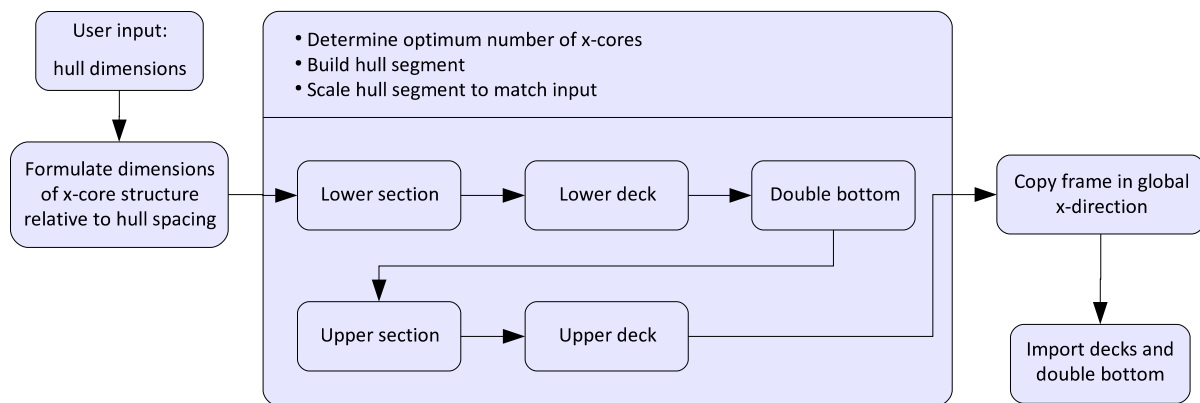 User input:
hull dimensions
Formulate dimensions
of x-core structure
relative to hull spacing
• Determine optimum number of x-cores
• Build hull segment
• Scale hull segment to match input
Lower section
Lower deck
Double bottom
Upper section
Upper deck
Copy frame in global
x-direction
Import decks and
double bottom